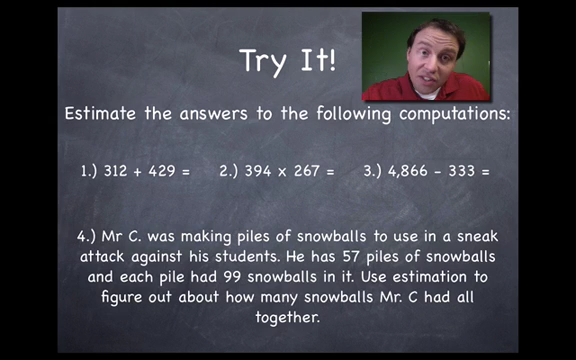 Try It!
Estimate the answers to the following computations:
1.) 312 + 429 = 2.) 394 x 267 = 3.) 4,866 - 333 =
4.) Mr C. was making piles of snowballs to use in a sneak
attack against his students. He has 57 piles of snowballs
and each pile had 99 snowballs in it. Use estimation to
figure out about how many snowballs Mr. C had all
together.